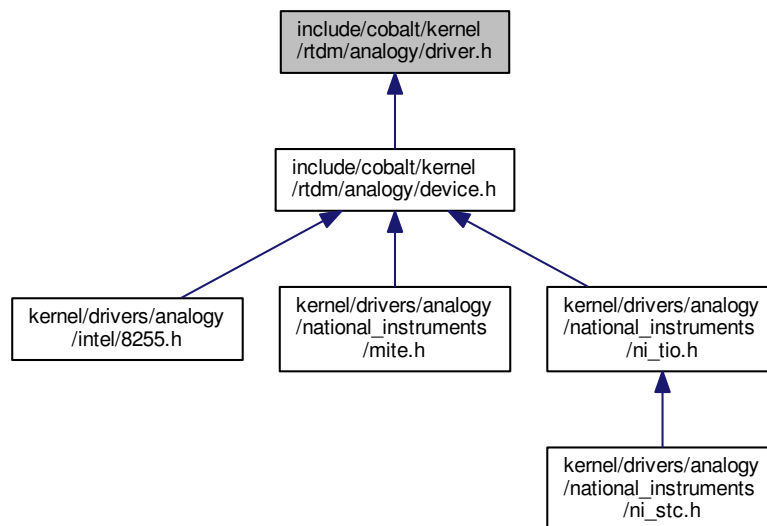 include/cobalt/kernel
/rtdm/analogy/driver.h
include/cobalt/kernel
/rtdm/analogy/device.h
kernel/drivers/analogy
/intel/8255.h
kernel/drivers/analogy
/national_instruments
/mite.h
kernel/drivers/analogy
/national_instruments
/ni_tio.h
kernel/drivers/analogy
/national_instruments
/ni_stc.h